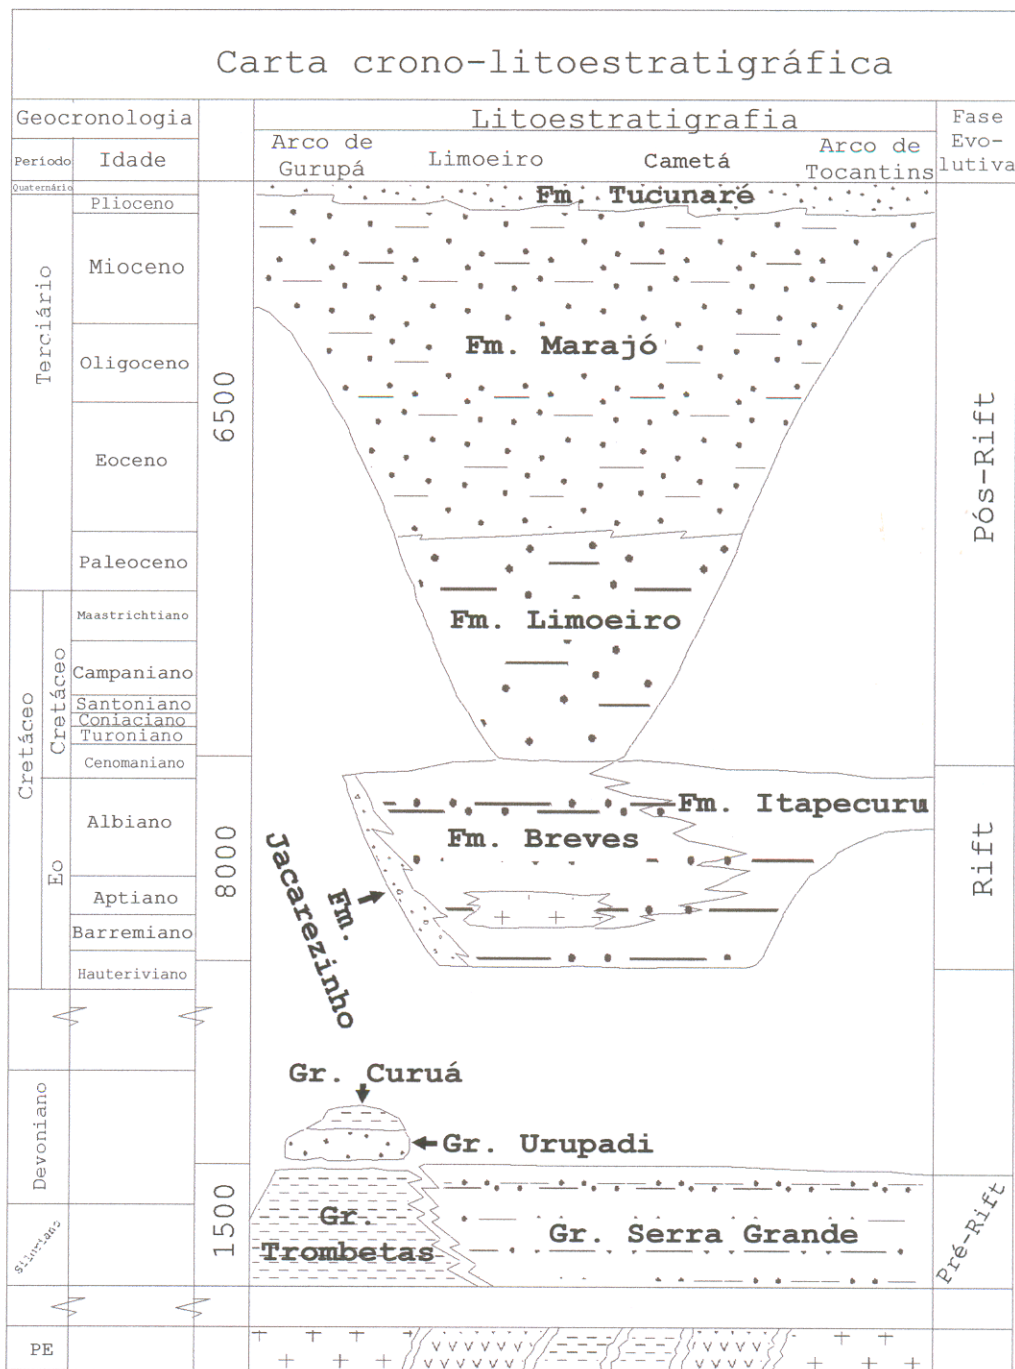 Carta crono-litoestratigráfica
Geocronologia
Litoestratigrafia
Fase
Evo-
lutiva
Período
Idade
Arco de
Gurupá
Limoeiro
Cametá
Arco de
Tocantins
Quaternário
Plioceno
Fm. Tucunaré
Terciário
Mioceno
Oligoceno
Eoceno
Paleoceno
6500
Fm. Marajó
Pós-Rift
Cretáceo
Cretáceo
Maastrichtiano
Campaniano
Santoniano
Coniaciano
Turoniano
Cenomaniano
Fm. Limoeiro
Eo
Albiano
Aptiano
Barremiano
Hauteriviano
8000
Fm. Itapecuru
Fm. Breves
Fm.
Jacarezinho
Rift
Devoniano
Gr. Curuá
Gr. Urupadi
Siluriano
1500
Gr.
Trombetas
Gr. Serra Grande
Pré-Rift
PE